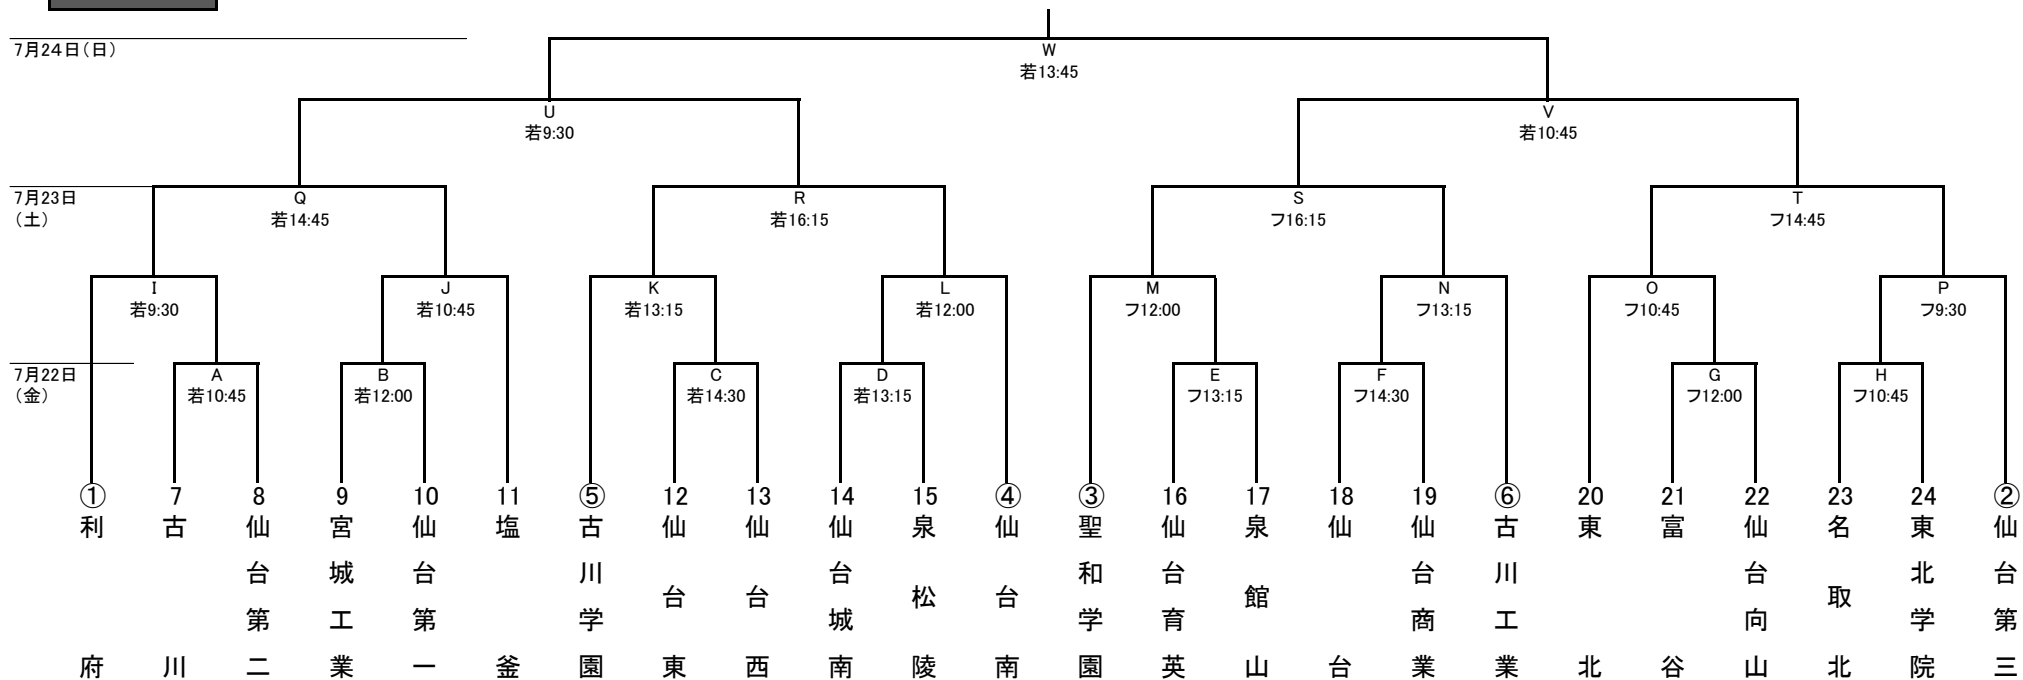 7月24日（日）
W
若13:45
U
若9:30
V
若10:45
7月23日
（土）
Q
若14:45
R
若16:15
S
フ16:15
T
フ14:45
I
若9:30
J
若10:45
K
若13:15
L
若12:00
M
フ12:00
N
フ13:15
O
フ10:45
P
フ9:30
7月22日
（金）
A
若10:45
B
若12:00
C
若14:30
D
若13:15
E
フ13:15
F
フ14:30
G
フ12:00
H
フ10:45
① 利府
7 古川
8 仙台第二
9 宮城工業
10 仙台第一
11 塩釜
⑤ 古川学園
12 仙台東
13 仙台西
14 仙台城南
15 泉松陵
④ 仙台南
③ 聖和学園
16 仙台育英
17 泉館山
18 仙台
19 仙台商業
⑥ 古川工業
20 東北
21 富谷
22 仙台向山
23 名取北
24 東北学院
② 仙台第三